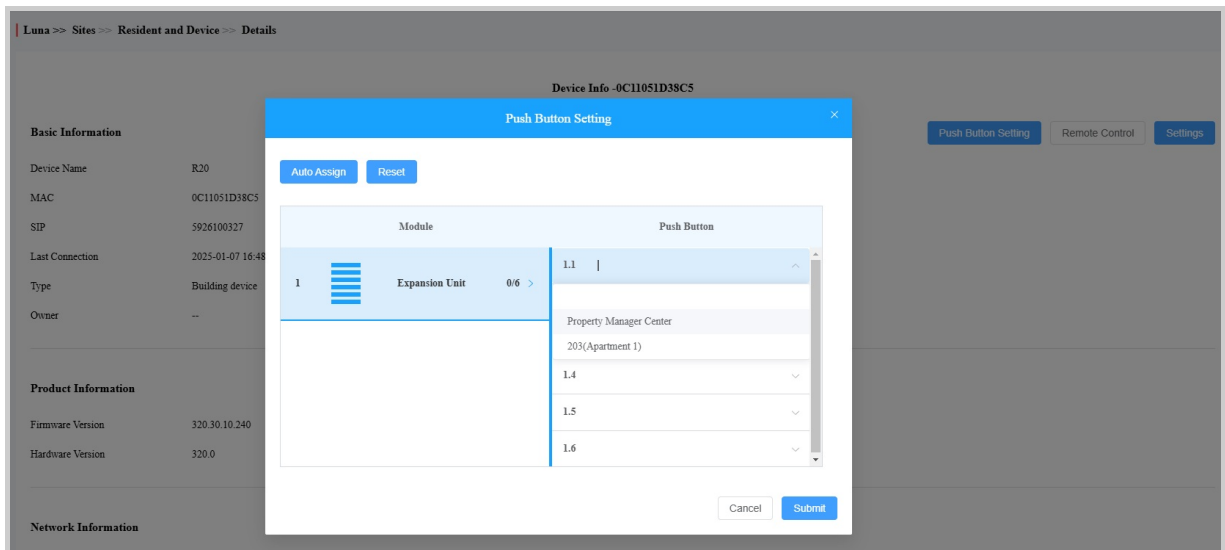 Luna >> Sites >> Resident and Device >> Details
Device Info -0C11051D38C5
Push Button Setting
×
Basic Information
Push Button Setting Remote Control Settings
Auto Assign Reset
Device Name R20
MAC 0C11051D38C5
SIP 5926100327
Module Push Button
Last Connection 2025-01-07 16:48
1.1
1 Expansion Unit 0/6 >
Type Building device
Owner --
Property Manager Center
203(Apartment 1)
1.4
Product Information
1.5
Firmware Version 320.30.10.240
1.6
Hardware Version 320.0
Cancel Submit
Network Information